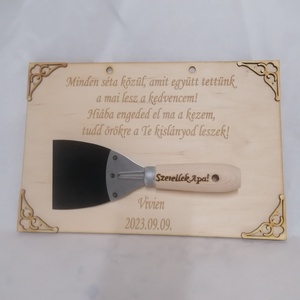 Minden séta közül, amit együtt tettünk
a mai lesz a kedvencem!
Hiába engeded el ma a kezem,
tudd örökre a Te kislányod leszek!
Szeretlek Apa!
Vivien
2023.09.09.